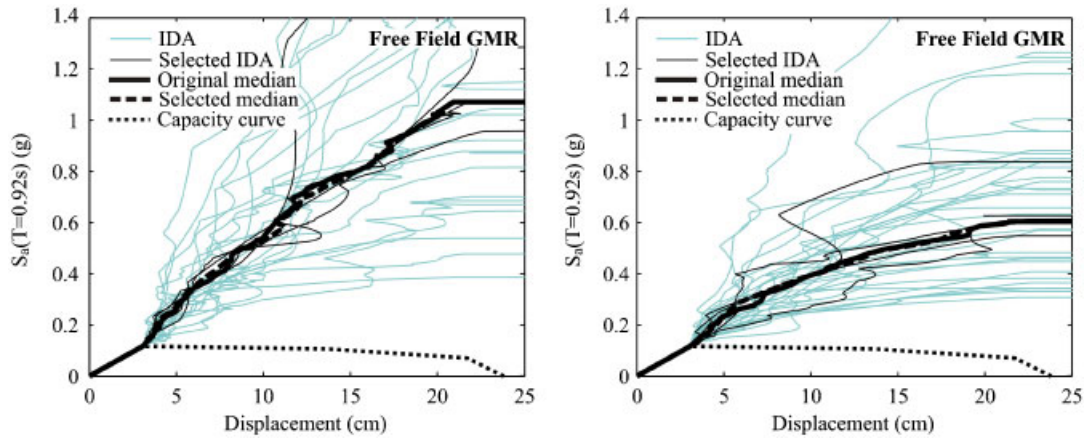 1.4
1.2
1
0.8
0.6
0.4
0.2
0
Sa(T=0.92s) (g)
IDA
Selected IDA
Original median
Selected median
Capacity curve
Free Field GMR
0 5 10 15 20 25
Displacement (cm)
1.4
1.2
1
0.8
0.6
0.4
0.2
0
Sa(T=0.92s) (g)
IDA
Selected IDA
Original median
Selected median
Capacity curve
Free Field GMR
0 5 10 15 20 25
Displacement (cm)